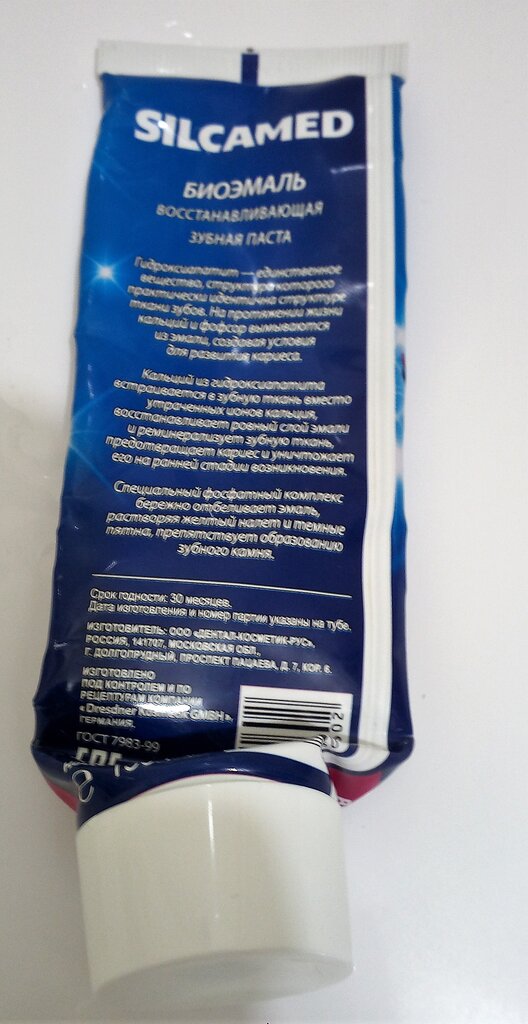 SILCAMED
БИОЭМАЛЬ
ВОССТАНАВЛИВАЮЩАЯ
ЗУБНАЯ ПАСТА
Гидроксиапатит — единственное
вещество, структура которого
практически идентична структуре
ткани зубов. На протяжении жизни
кальций и фофсор вымываются
из эмали, создавая условия
для развития кариеса.
Кальций из гидроксиапатита
встраивается в зубную ткань вместо
утраченных ионов кальция,
восстанавливает ровный слой эмали
и реминерализует зубную ткань,
предотвращает кариес и уничтожает
его на ранней стадии возникновения.
Специальный фосфатный комплекс
бережно отбеливает эмаль,
растворяя желтый налет и темные
пятна, препятствует образованию
зубного камня.
Срок годности: 30 месяцев.
Дата изготовления и номер партии указаны на тубе.
ИЗГОТОВИТЕЛЬ: ООО «ДЕНТАЛ-КОСМЕТИК-РУС».
РОССИЯ, 141707, МОСКОВСКАЯ ОБЛ.,
Г. ДОЛГОПРУДНЫЙ, ПРОСПЕКТ ПАЦАЕВА, Д. 7, КОР. 6.
ИЗГОТОВЛЕНО
ПОД КОНТРОЛЕМ И ПО
РЕЦЕПТУРАМ КОМПАНИИ
«Dresdner Kosmetik GMBH».
ГЕРМАНИЯ.
ГОСТ 7983-99